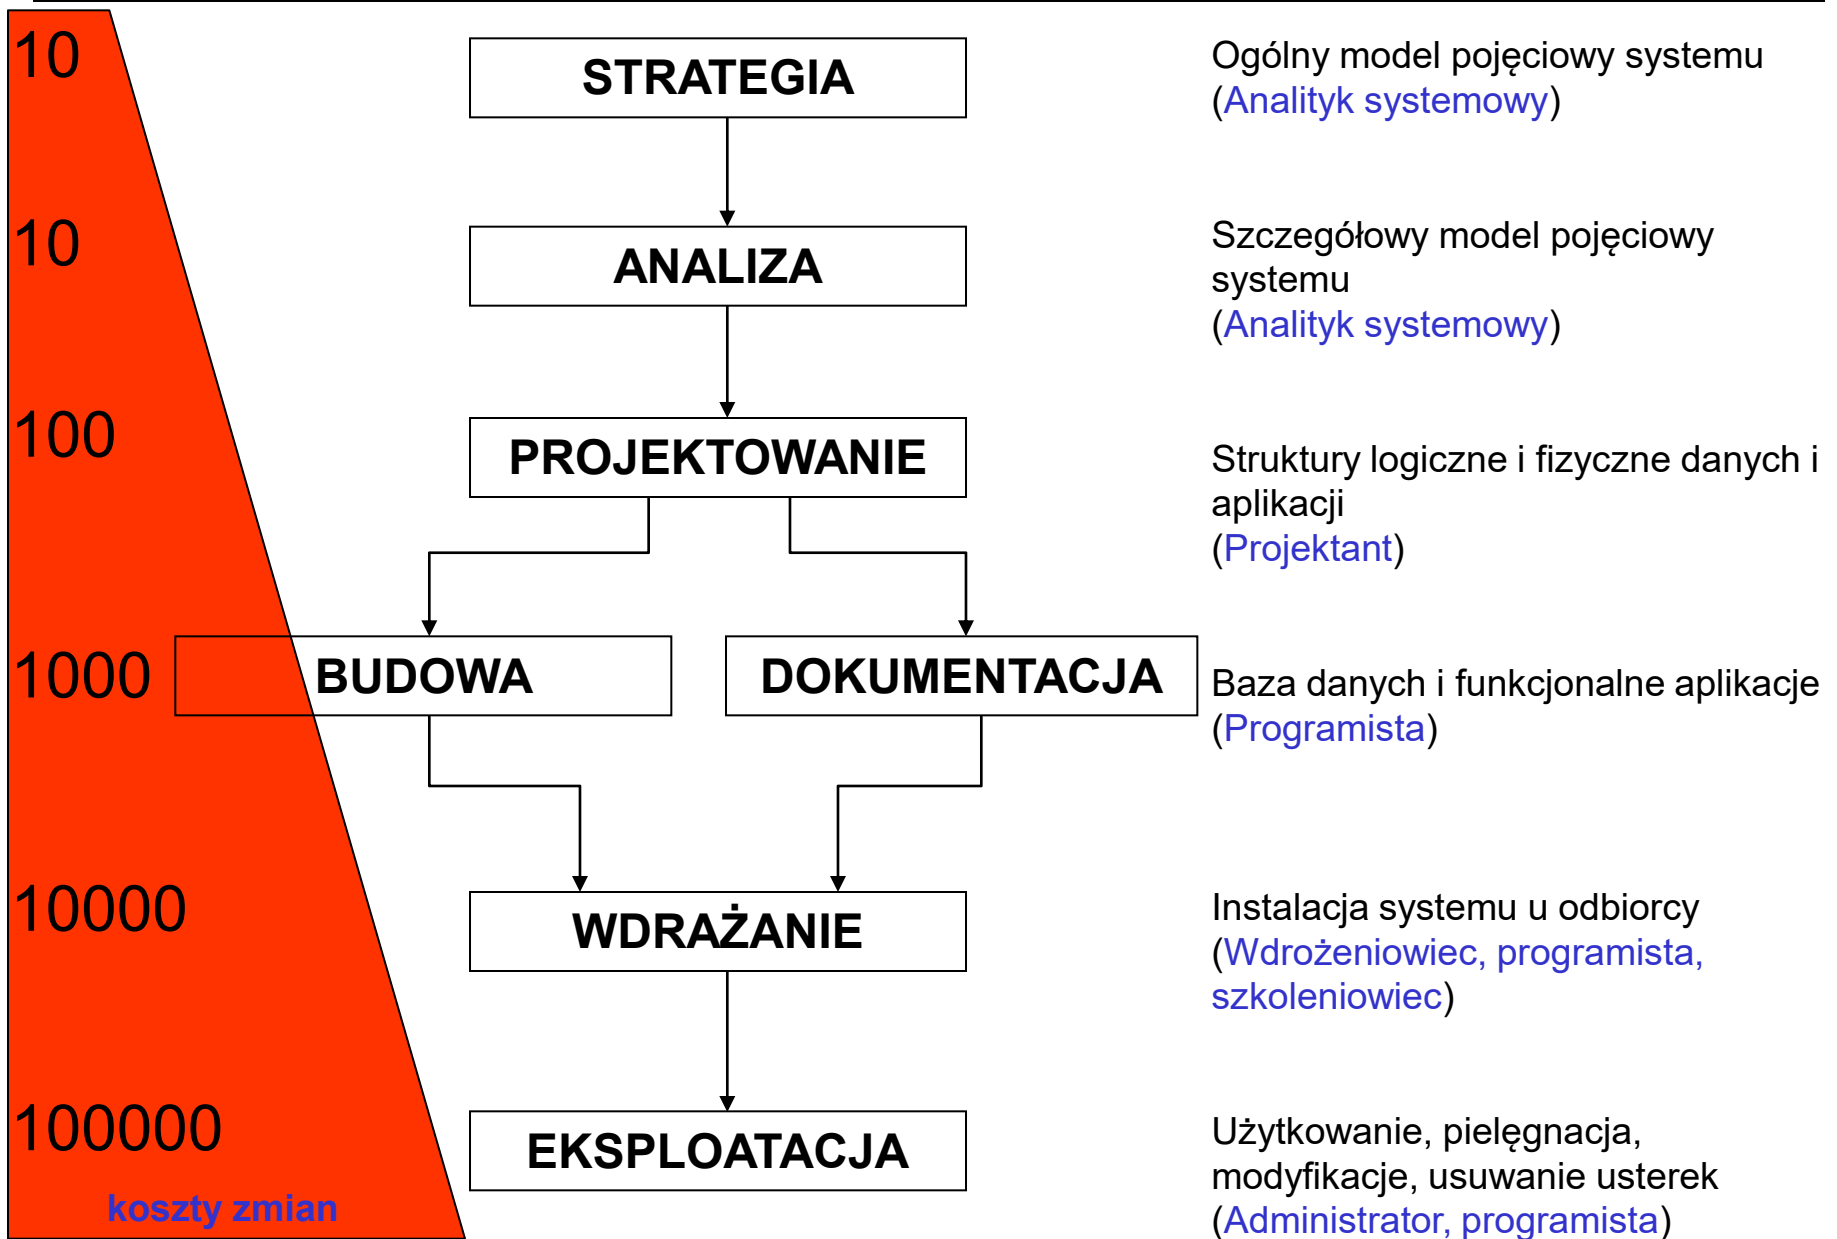 10
STRATEGIA
Ogólny model pojęciowy systemu
(Analityk systemowy)
10
ANALIZA
Szczegółowy model pojęciowy
systemu
(Analityk systemowy)
100
PROJEKTOWANIE
Struktury logiczne i fizyczne danych i
aplikacji
(Projektant)
1000
BUDOWA
DOKUMENTACJA
Baza danych i funkcjonalne aplikacje
(Programista)
10000
WDRAŻANIE
Instalacja systemu u odbiorcy
(Wdrożeniowiec, programista,
szkoleniowiec)
100000
EKSPLOATACJA
Użytkowanie, pielęgnacja,
modyfikacje, usuwanie usterek
(Administrator, programista)
koszty zmian